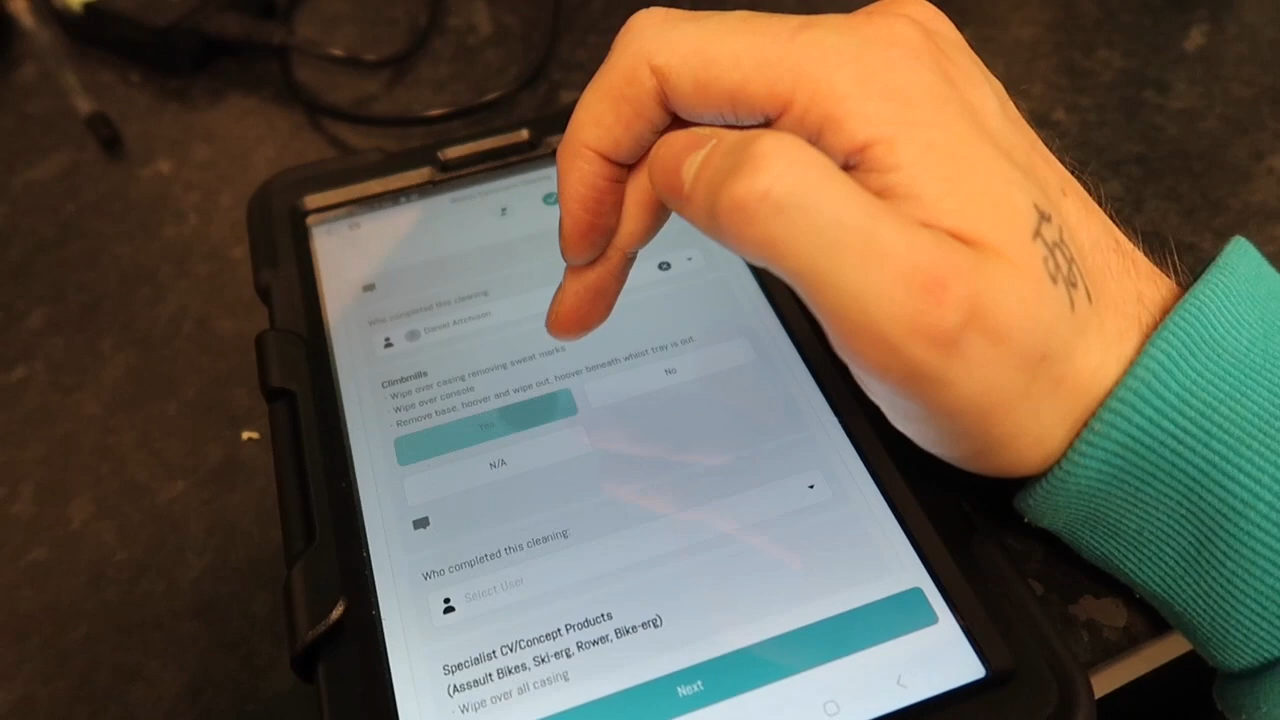 Who completed this cleaning
Daniel Aitchison
Climbmills
- Wipe over casing removing sweat marks
- Wipe over console
- Remove base, hoover and wipe out, hoover beneath whilst tray is out.
Yes
No
N/A
Who completed this cleaning:
Select User
Specialist CV/Concept Products
(Assault Bikes, Ski-erg, Rower, Bike-erg)
- Wipe over all casing
Next